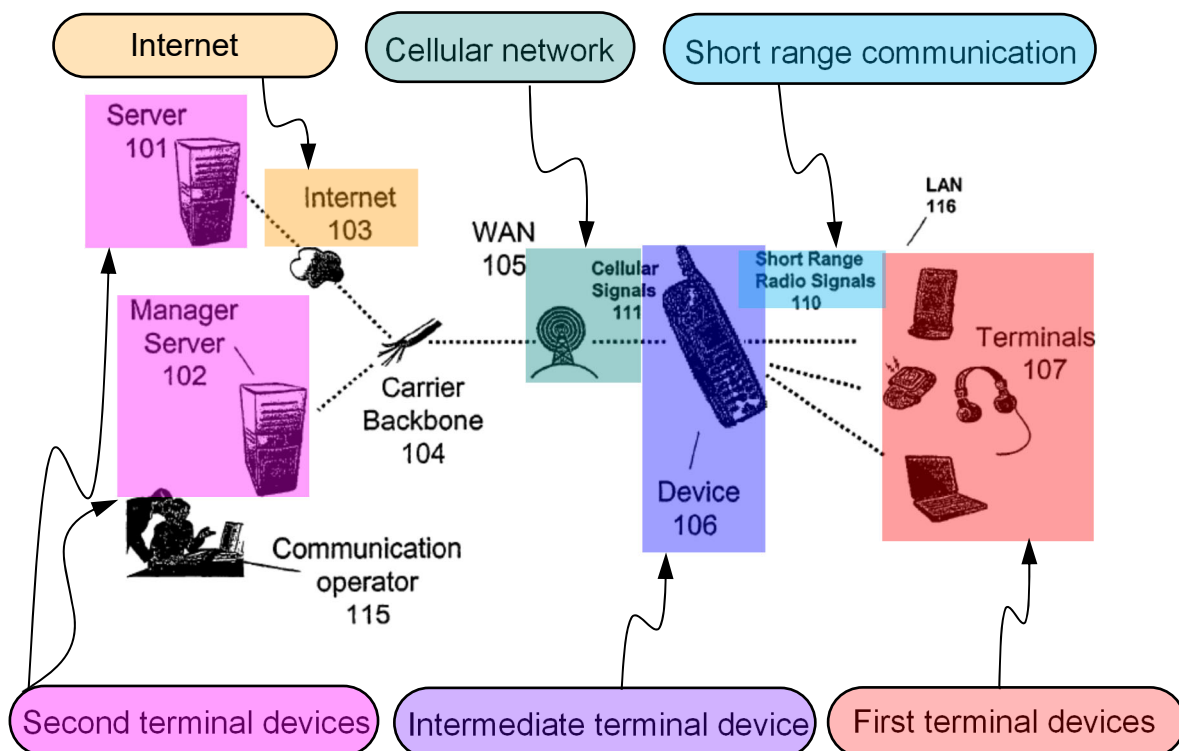 Internet
Cellular network
Short range communication
Server
101
Internet
103
LAN
116
WAN
105
Cellular
Signals
111
Short Range
Radio Signals
110
Manager
Server
102
Terminals
107
Carrier
Backbone
104
Device
106
Communication
operator
115
Second terminal devices
Intermediate terminal device
First terminal devices